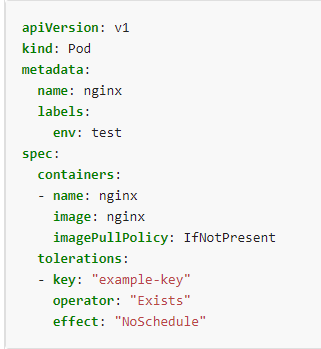 apiVersion: v1
kind: Pod
metadata:
  name: nginx
  labels:
    env: test
spec:
  containers:
  - name: nginx
    image: nginx
    imagePullPolicy: IfNotPresent
  tolerations:
  - key: "example-key"
    operator: "Exists"
    effect: "NoSchedule"